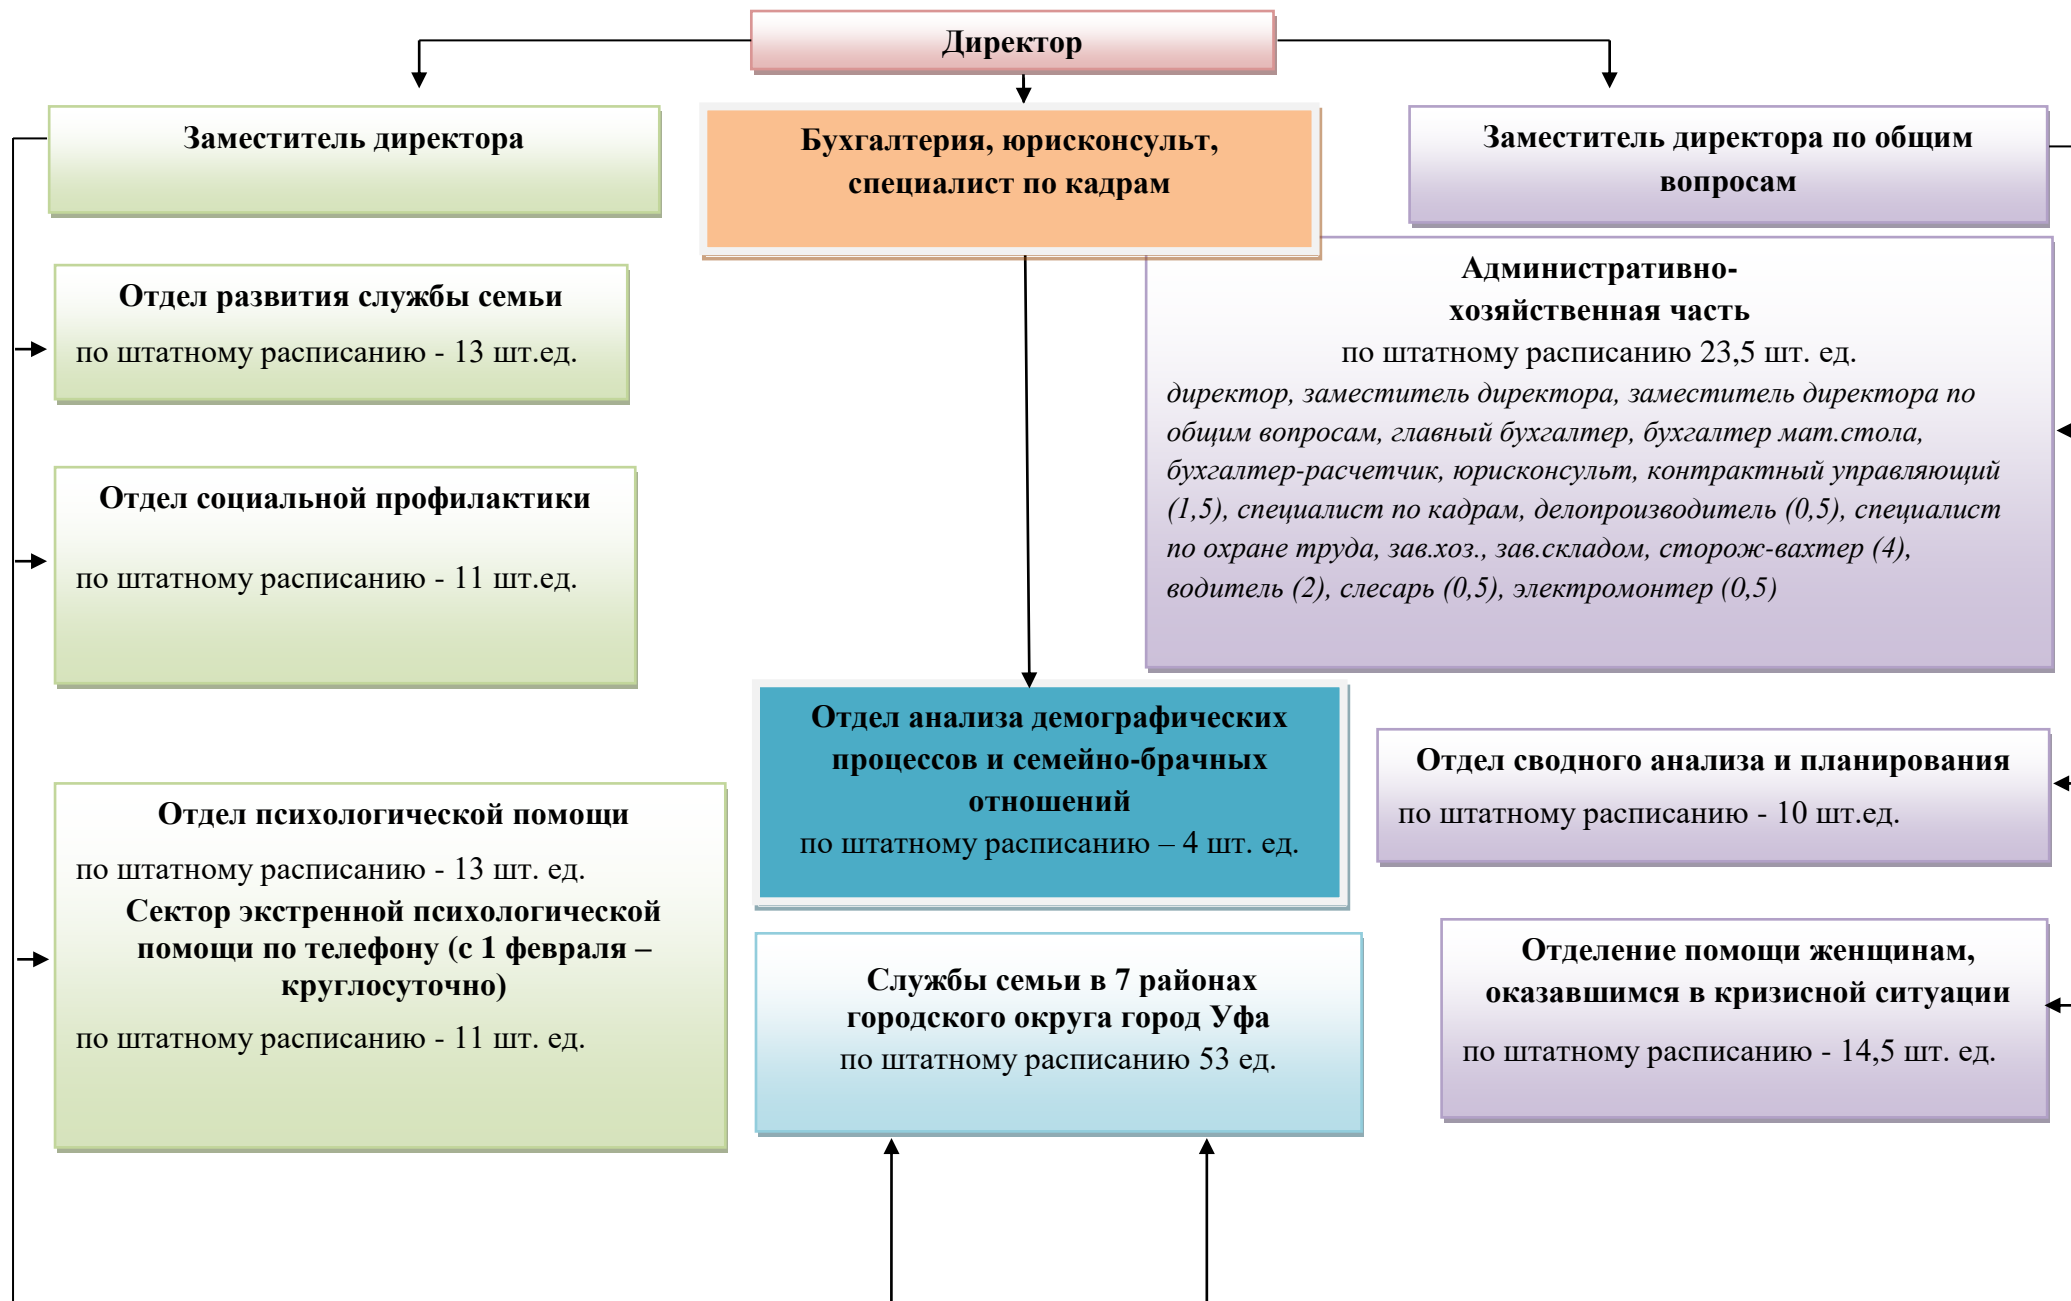 Директор
Заместитель директора
Бухгалтерия, юрисконсульт,
специалист по кадрам
Заместитель директора по общим
вопросам
Отдел развития службы семьи
по штатному расписанию - 13 шт.ед.
Административно-
хозяйственная часть
по штатному расписанию 23,5 шт. ед.
директор, заместитель директора, заместитель директора по
общим вопросам, главный бухгалтер, бухгалтер мат.стола,
бухгалтер-расчетчик, юрисконсульт, контрактный управляющий
(1,5), специалист по кадрам, делопроизводитель (0,5), специалист
по охране труда, зав.хоз., зав.складом, сторож-вахтер (4),
водитель (2), слесарь (0,5), электромонтер (0,5)
Отдел социальной профилактики
по штатному расписанию - 11 шт.ед.
Отдел анализа демографических
процессов и семейно-брачных
отношений
по штатному расписанию – 4 шт. ед.
Отдел сводного анализа и планирования
по штатному расписанию - 10 шт.ед.
Отдел психологической помощи
по штатному расписанию - 13 шт. ед.
Сектор экстренной психологической
помощи по телефону (с 1 февраля –
круглосуточно)
по штатному расписанию - 11 шт. ед.
Службы семьи в 7 районах
городского округа город Уфа
по штатному расписанию 53 ед.
Отделение помощи женщинам,
оказавшимся в кризисной ситуации
по штатному расписанию - 14,5 шт. ед.